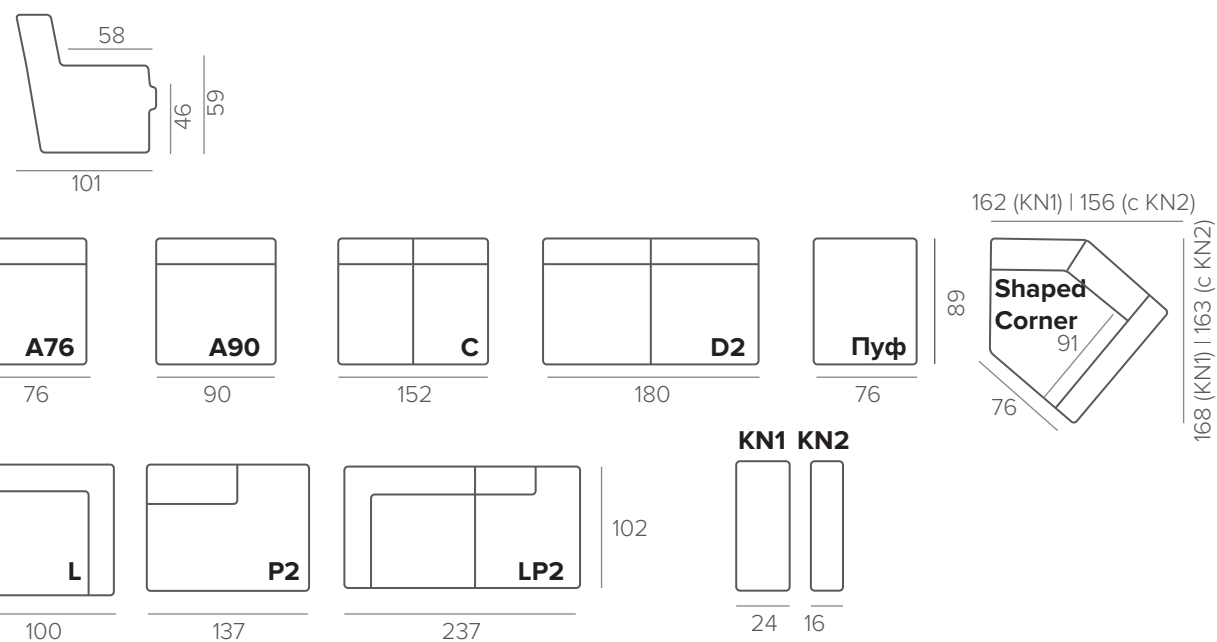 58
46
59
101
162 (KN1) | 156 (с KN2)
168 (KN1) | 163 (с KN2)
A76
A90
C
D2
Пуф
89
Shaped
Corner
91
76
76
90
152
180
76
KN1 KN2
L
P2
LP2
102
100
137
237
24
16